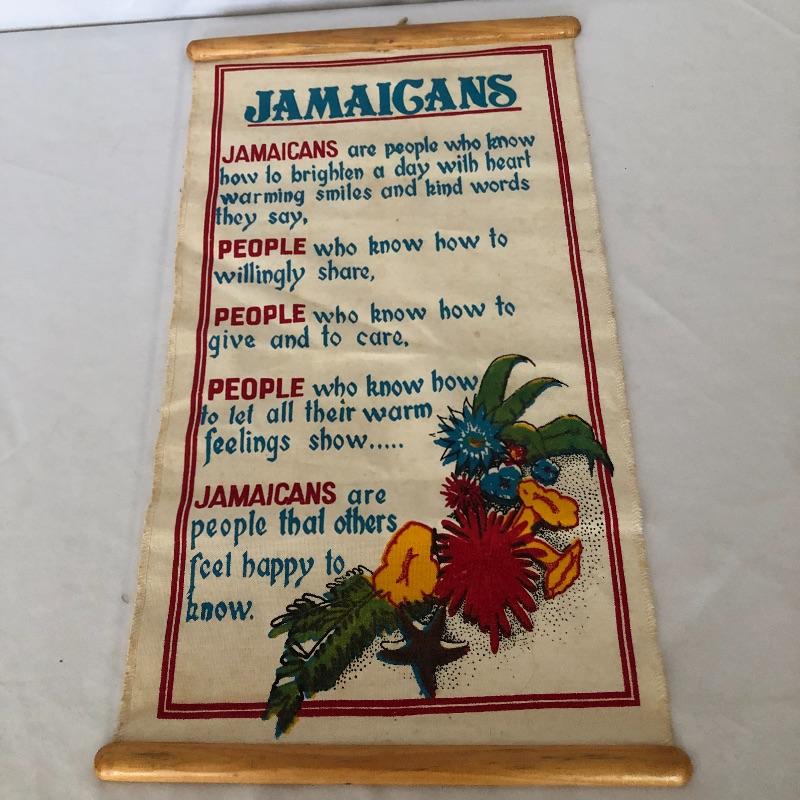 JAMAICANS
JAMAICANS are people who know
how to brighten a day with heart
warming smiles and kind words
they say,
PEOPLE who know how to
willingly share,
PEOPLE who know how to
give and to care,
PEOPLE who know how
to let all their warm
feelings show.....
JAMAICANS are
people that others
feel happy to
know.